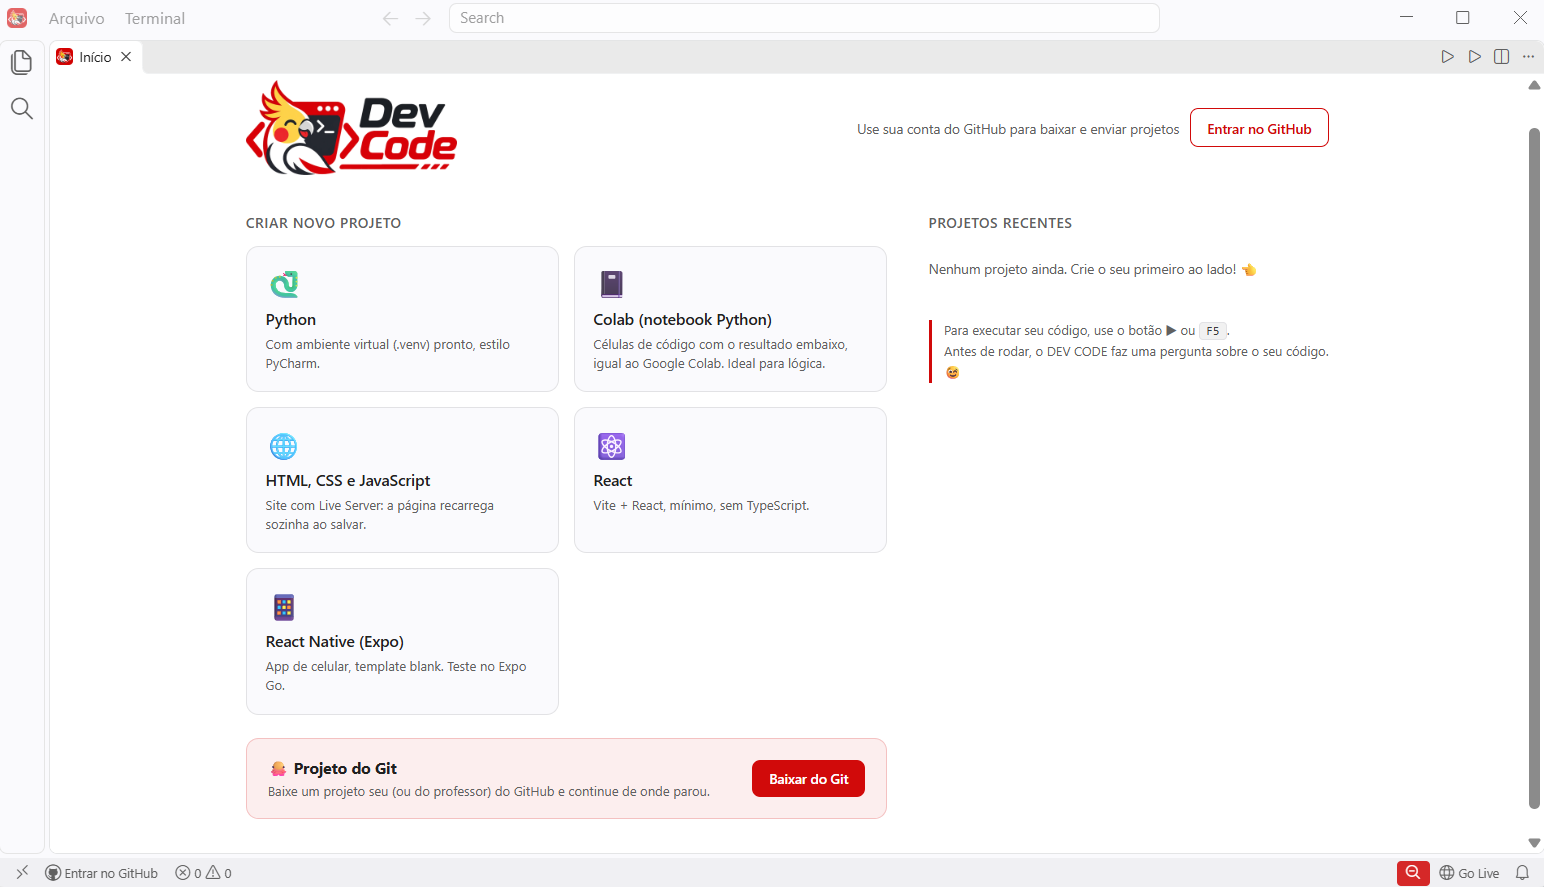 Arquivo Terminal Search
Início
Dev
Code
Use sua conta do GitHub para baixar e enviar projetos Entrar no GitHub
CRIAR NOVO PROJETO
Python
Com ambiente virtual (.venv) pronto, estilo
PyCharm.
Colab (notebook Python)
Células de código com o resultado embaixo,
igual ao Google Colab. Ideal para lógica.
HTML, CSS e JavaScript
Site com Live Server: a página recarrega
sozinha ao salvar.
React
Vite + React, mínimo, sem TypeScript.
React Native (Expo)
App de celular, template blank. Teste no Expo
Go.
Projeto do Git
Baixe um projeto seu (ou do professor) do GitHub e continue de onde parou.
Baixar do Git
PROJETOS RECENTES
Nenhum projeto ainda. Crie o seu primeiro ao lado! 👈
Para executar seu código, use o botão ▶ ou F5.
Antes de rodar, o DEV CODE faz uma pergunta sobre o seu código.
😄
Entrar no GitHub 0 0 Go Live